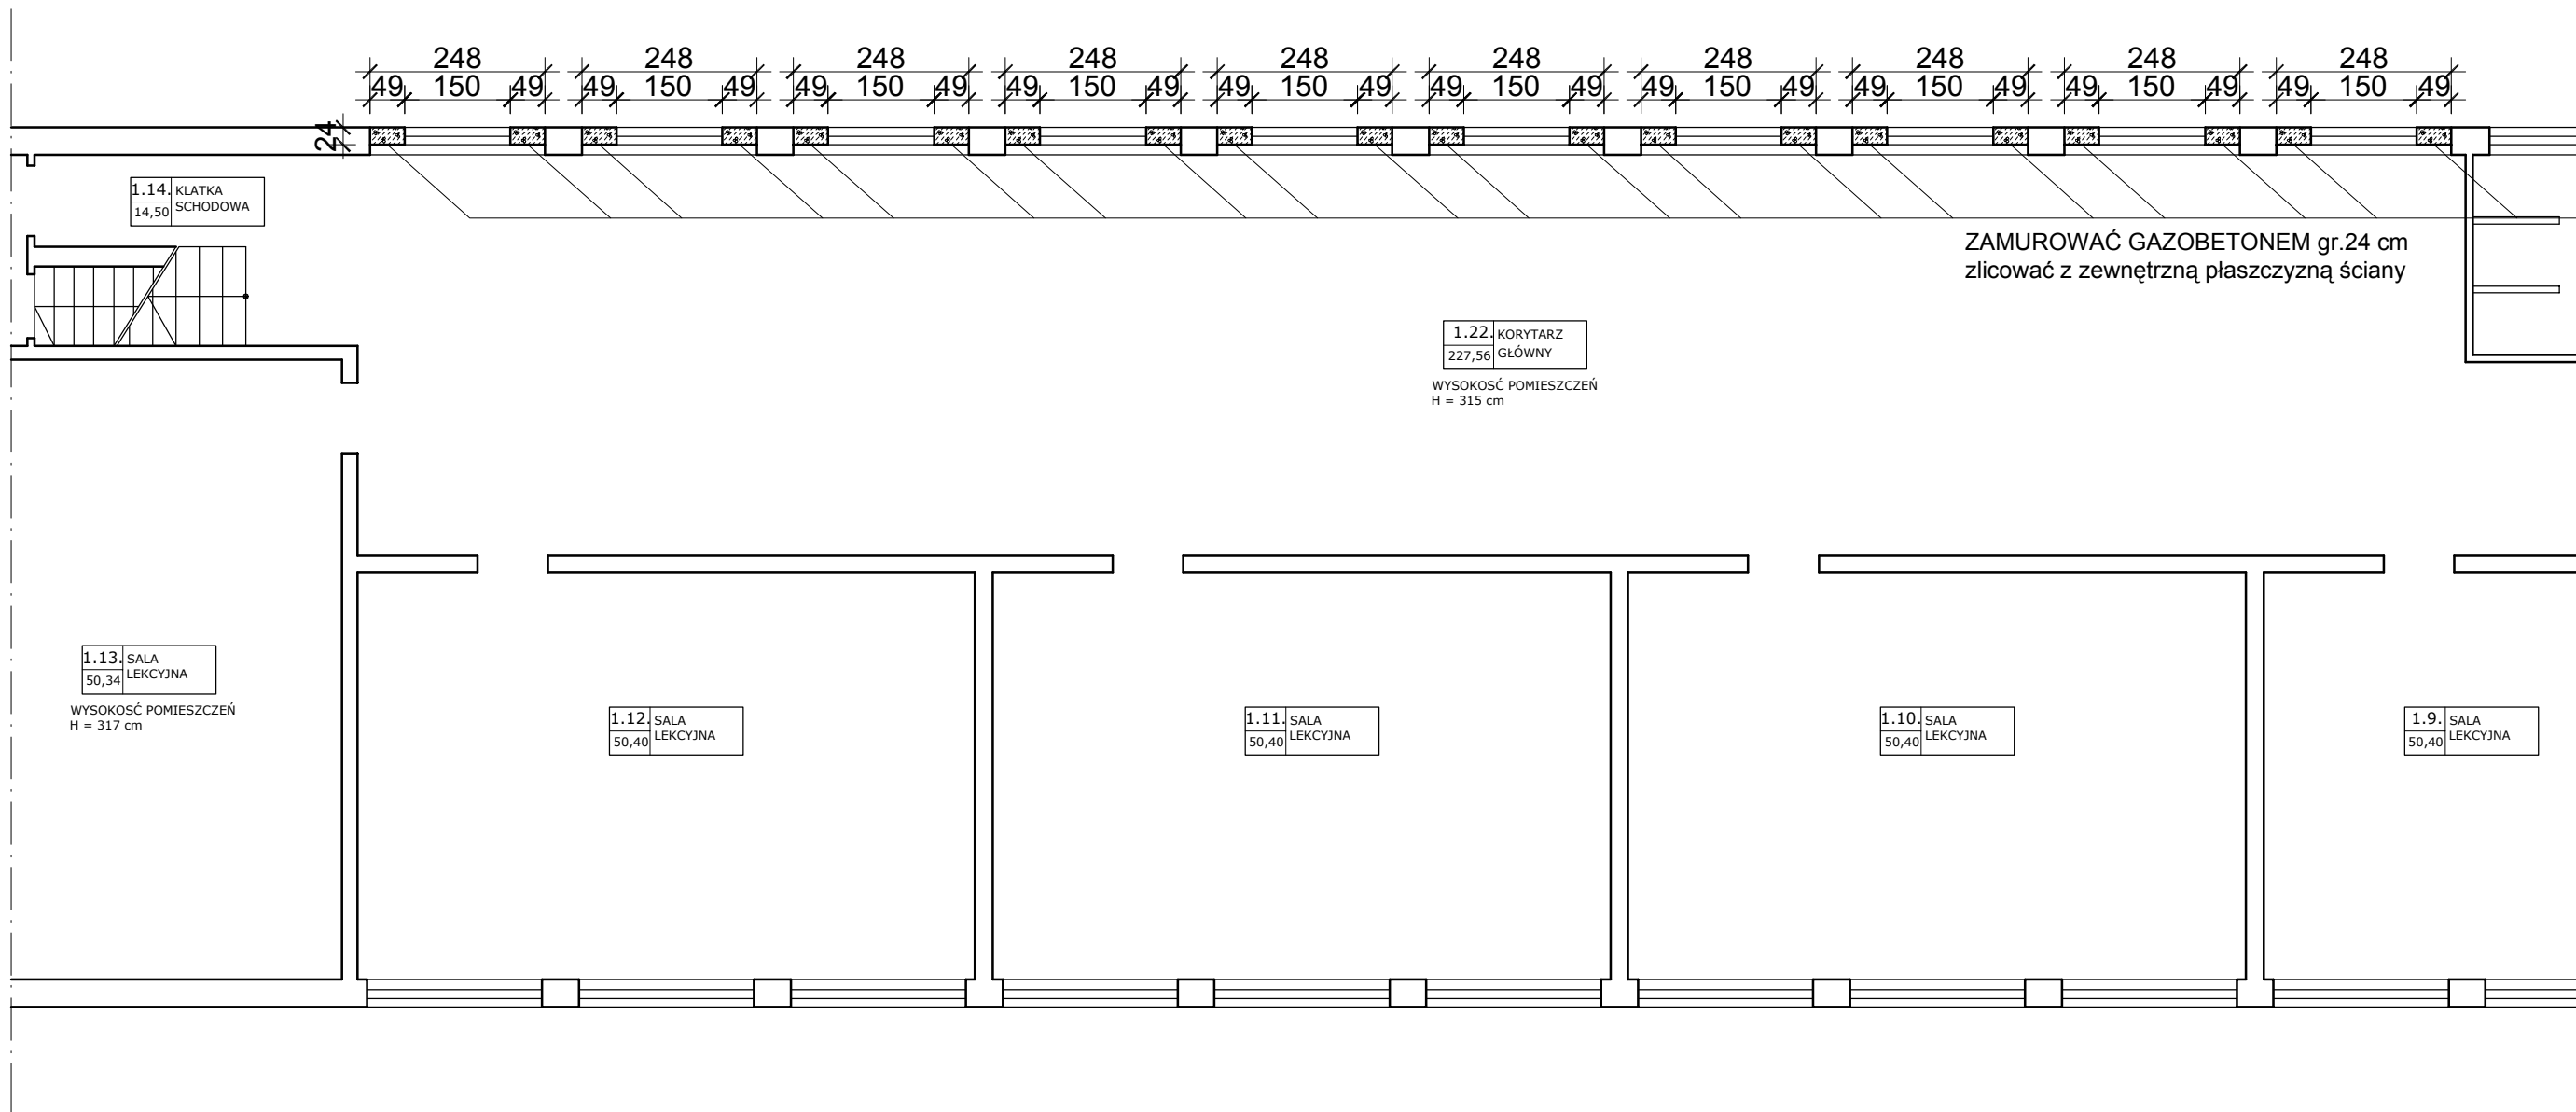 248 248 248 248 248 248 248 248 248 248
49 150 49 49 150 49 49 150 49 49 150 49 49 150 49 49 150 49 49 150 49 49 150 49 49 150 49 49 150 49
24
1.14. KLATKA
14,50 SCHODOWA
ZAMUROWAĆ GAZOBETONEM gr.24 cm
zlicować z zewnętrzną płaszczyzną ściany
1.22. KORYTARZ
227,56 GŁÓWNY
WYSOKOSĆ POMIESZCZEŃ
H = 315 cm
1.13. SALA
50,34 LEKCYJNA
WYSOKOSĆ POMIESZCZEŃ
H = 317 cm
1.12. SALA
50,40 LEKCYJNA
1.11. SALA
50,40 LEKCYJNA
1.10. SALA
50,40 LEKCYJNA
1.9. SALA
50,40 LEKCYJNA